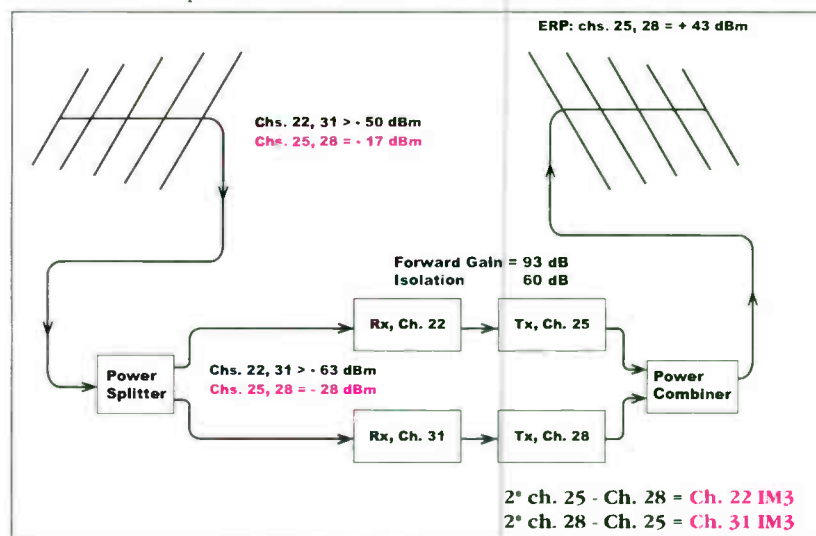 ERP: chs. 25, 28 = + 43 dBm
Chs. 22, 31 > - 50 dBm
Chs. 25, 28 = - 17 dBm
Forward Gain = 93 dB
Isolation 60 dB
Rx, Ch. 22
Tx, Ch. 25
Power
Splitter
Chs. 22, 31 > - 63 dBm
Chs. 25, 28 = - 28 dBm
Power
Combiner
Rx, Ch. 31
Tx, Ch. 28
2* ch. 25 - Ch. 28 = Ch. 22 IM3
2* ch. 28 - Ch. 25 = Ch. 31 IM3